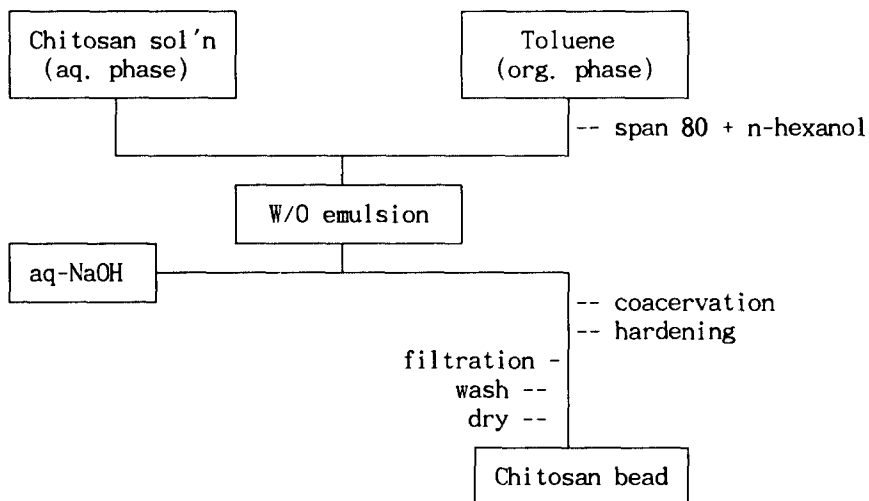 Chitosan sol'n
(aq. phase)
Toluene
(org. phase)
-- span 80 + n-hexanol
W/O emulsion
aq-NaOH
-- coacervation
-- hardening
filtration -
wash --
dry --
Chitosan bead